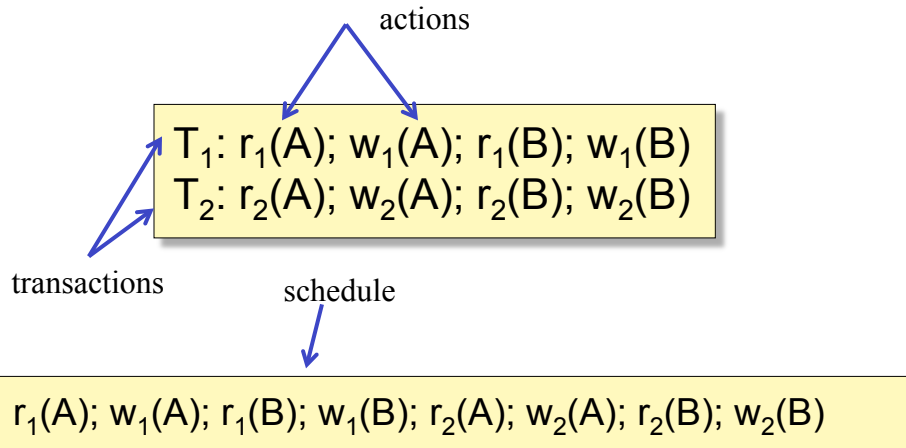 actions
T₁: r₁(A); w₁(A); r₁(B); w₁(B)
T₂: r₂(A); w₂(A); r₂(B); w₂(B)
transactions
schedule
r₁(A); w₁(A); r₁(B); w₁(B); r₂(A); w₂(A); r₂(B); w₂(B)